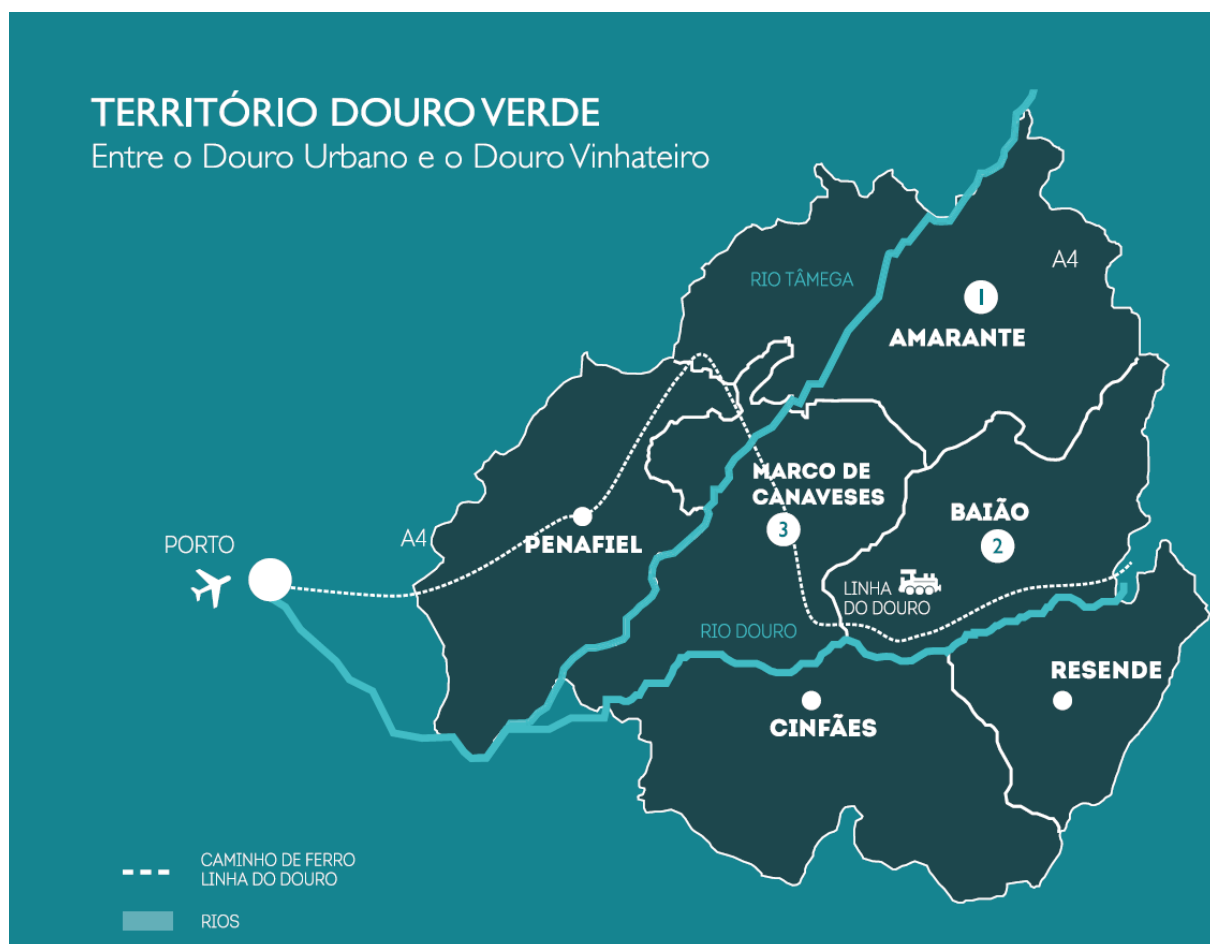 TERRITÓRIO DOURO VERDE
Entre o Douro Urbano e o Douro Vinhateiro
A4
RIO TÂMEGA
1
AMARANTE
MARCO DE
CANAVESES
3
BAIÃO
2
A4
PENAFIEL
PORTO
LINHA
DO DOURO
RIO DOURO
RESENDE
CINFÃES
CAMINHO DE FERRO
LINHA DO DOURO
RIOS